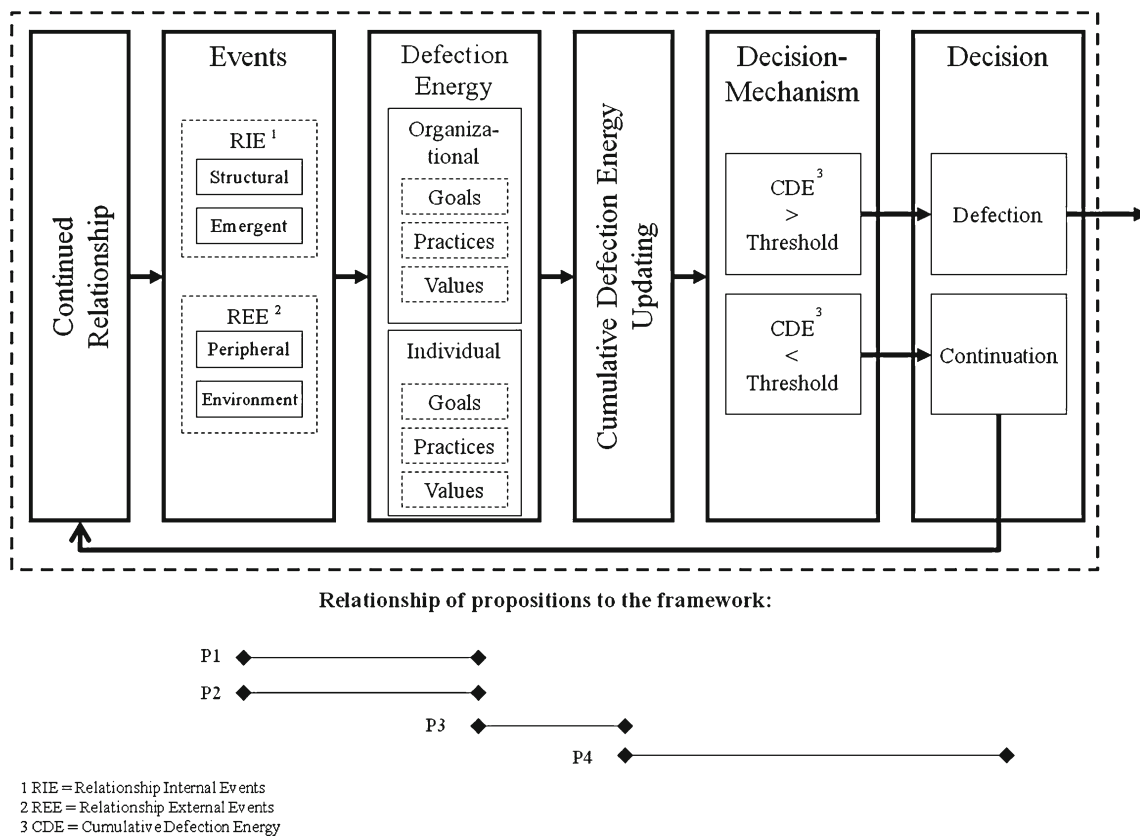 Continued
Relationship
Events
RIE 1
Structural
Emergent
REE 2
Peripheral
Environment
Defection
Energy
Organiza-
tional
Goals
Practices
Values
Individual
Goals
Practices
Values
Cumulative Defection Energy
Updating
Decision-
Mechanism
CDE 3
>
Threshold
CDE 3
<
Threshold
Decision
Defection
Continuation
Relationship of propositions to the framework:
P1
P2
P3
P4
1 RIE = Relationship Internal Events
2 REE = Relationship External Events
3 CDE = Cumulative Defection Energy